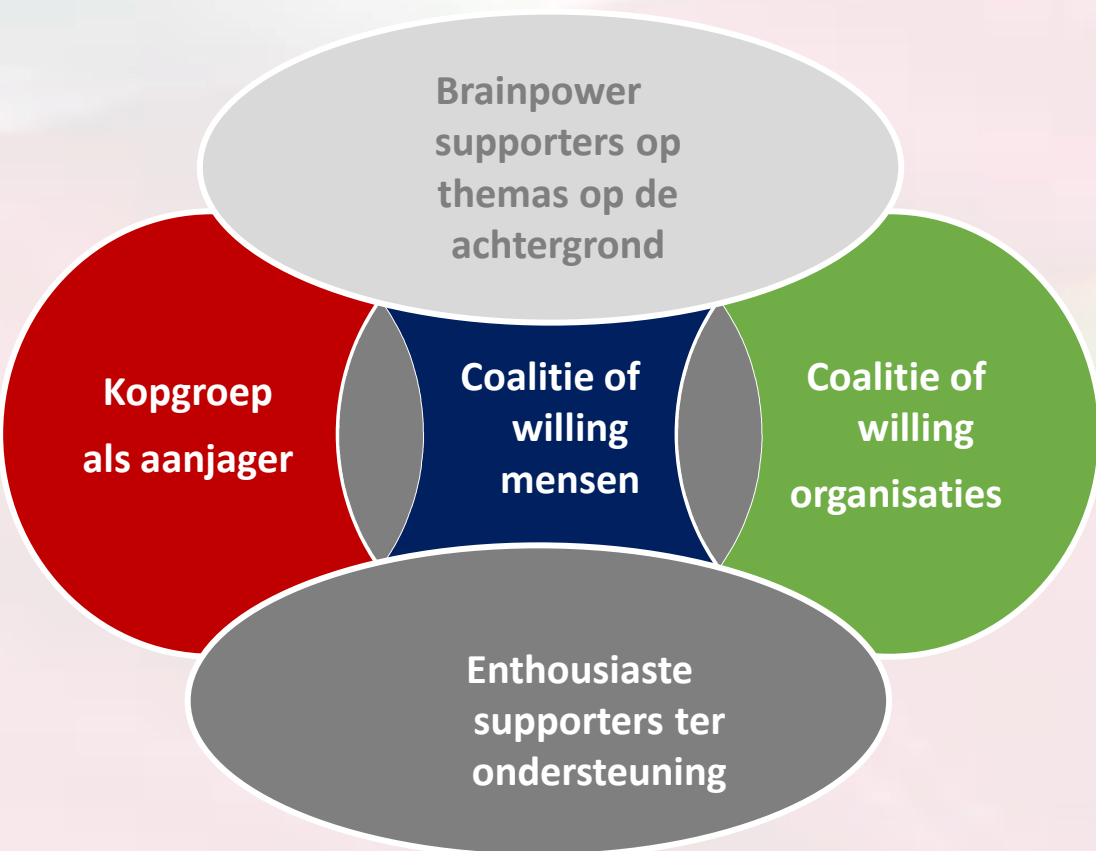 Brainpower
supporters op
themas op de
achtergrond
Kopgroep
als aanjager
Coalitie of
willing
mensen
Coalitie of
willing
organisaties
Enthousiaste
supporters ter
ondersteuning